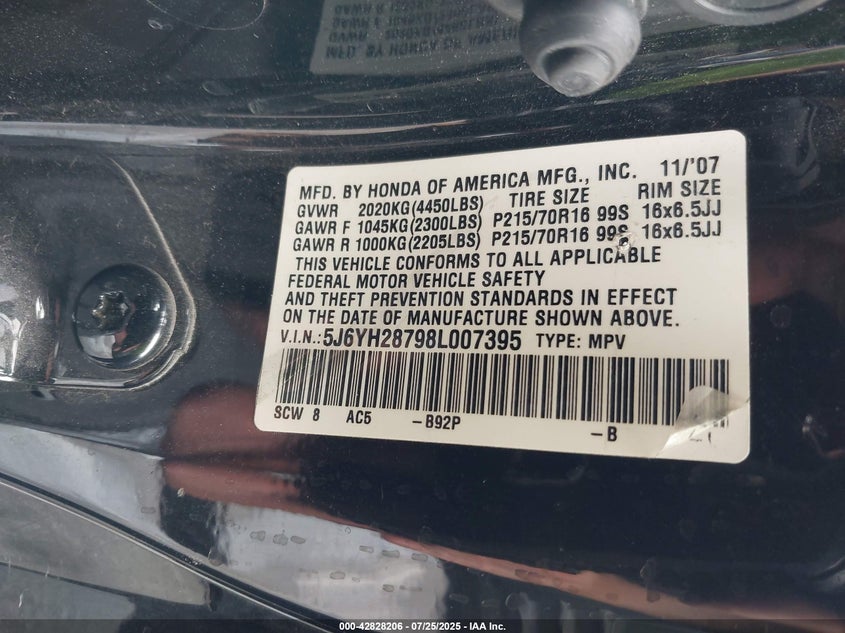 MFD. BY HONDA OF AMERICA MFG., INC. 11/'07
GVWR 2020KG(4450LBS) TIRE SIZE RIM SIZE
GAWR F 1045KG(2300LBS) P215/70R16 99S 16x6.5JJ
GAWR R 1000KG(2205LBS) P215/70R16 99S 16x6.5JJ
THIS VEHICLE CONFORMS TO ALL APPLICABLE
FEDERAL MOTOR VEHICLE SAFETY
AND THEFT PREVENTION STANDARDS IN EFFECT
ON THE DATE OF MANUFACTURE SHOWN ABOVE.
V.I.N.: 5J6YH28798L007395 TYPE: MPV
SCW 8 AC5 -B92P -B
000-42828206 - 07/25/2025 - IAA Inc.